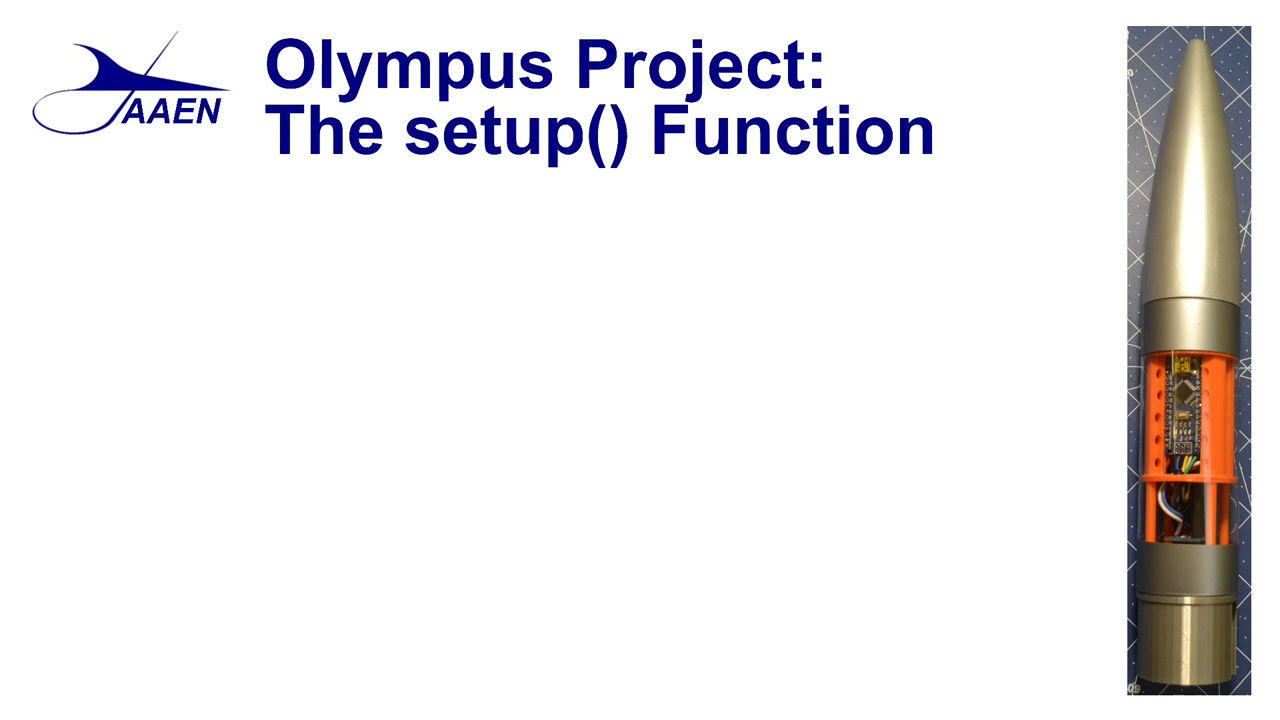 AAEN
Olympus Project:
The setup() Function